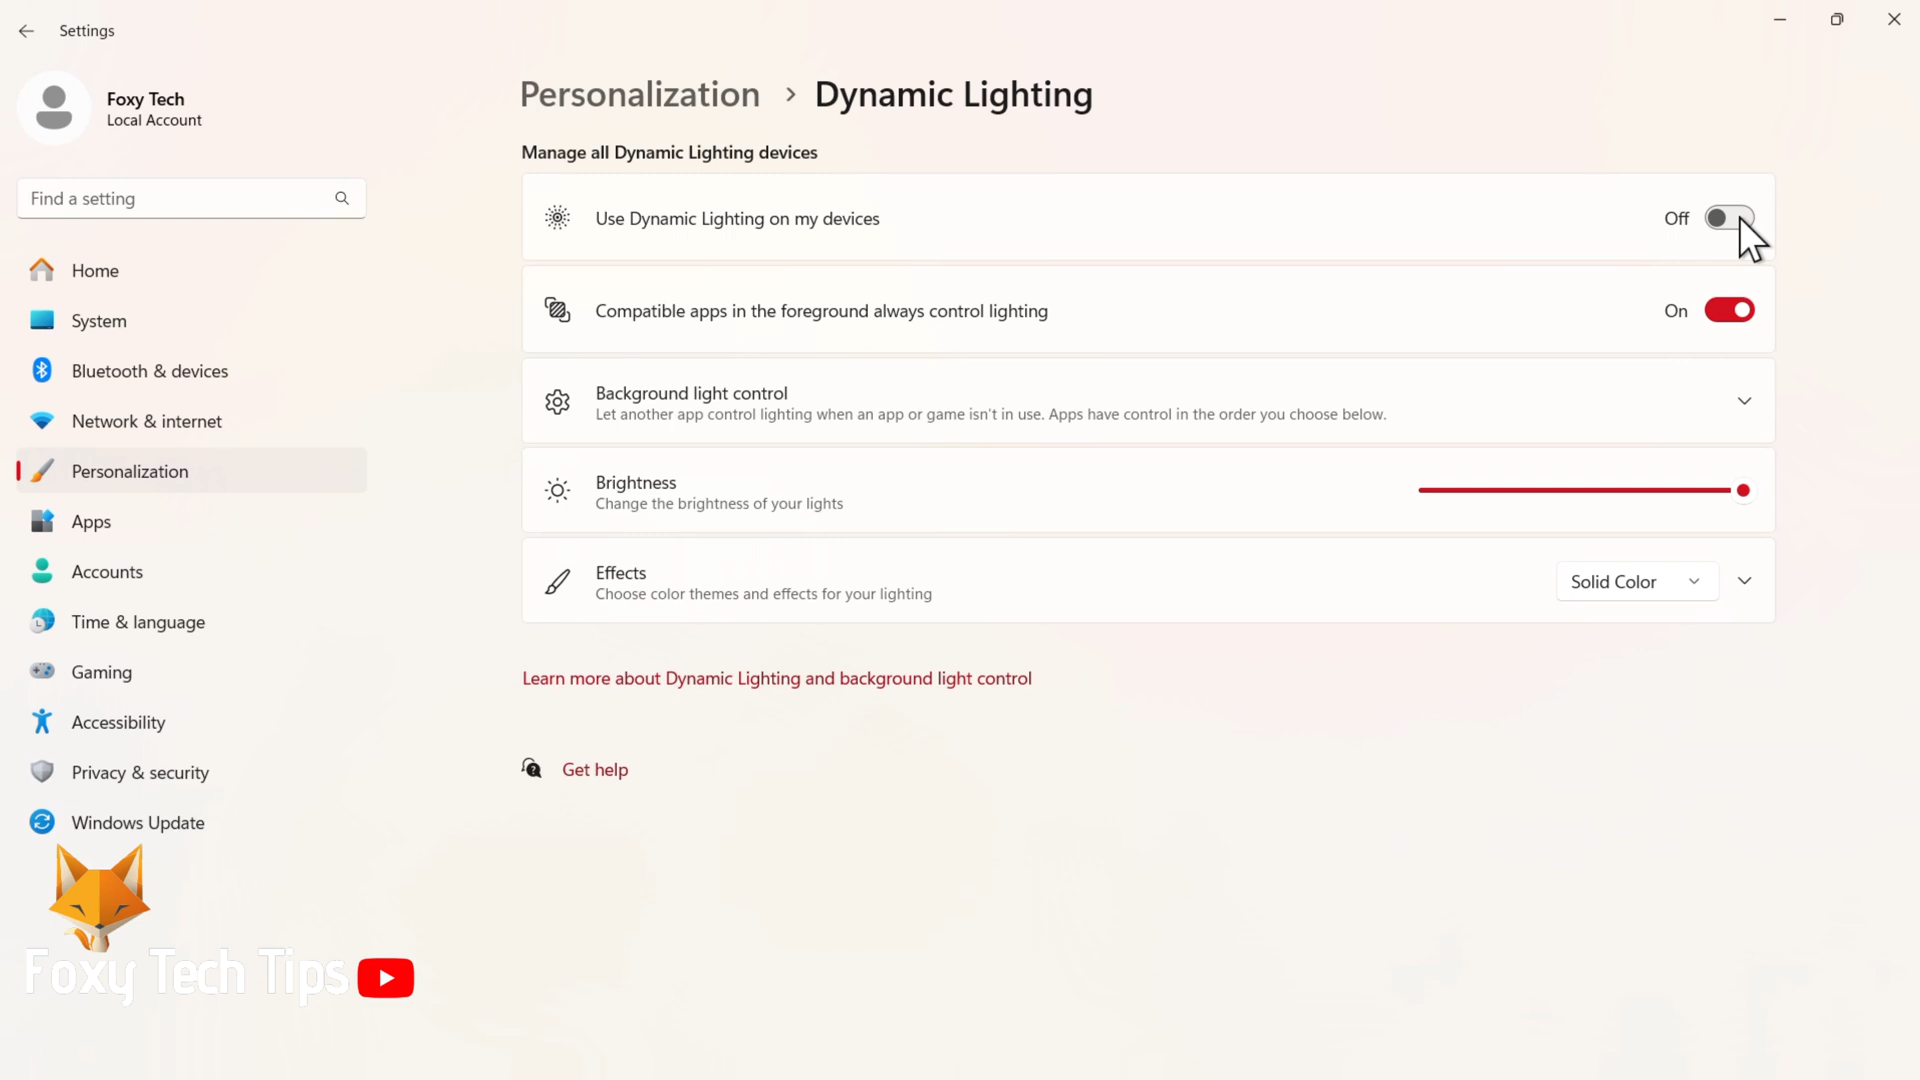 Settings
Foxy Tech
Local Account
Find a setting
Home
System
Bluetooth & devices
Network & internet
Personalization
Apps
Accounts
Time & language
Gaming
Accessibility
Privacy & security
Windows Update
Foxy Tech Tips
Personalization > Dynamic Lighting
Manage all Dynamic Lighting devices
Use Dynamic Lighting on my devices Off
Compatible apps in the foreground always control lighting On
Background light control
Let another app control lighting when an app or game isn't in use. Apps have control in the order you choose below.
Brightness
Change the brightness of your lights
Effects
Choose color themes and effects for your lighting
Solid Color
Learn more about Dynamic Lighting and background light control
Get help